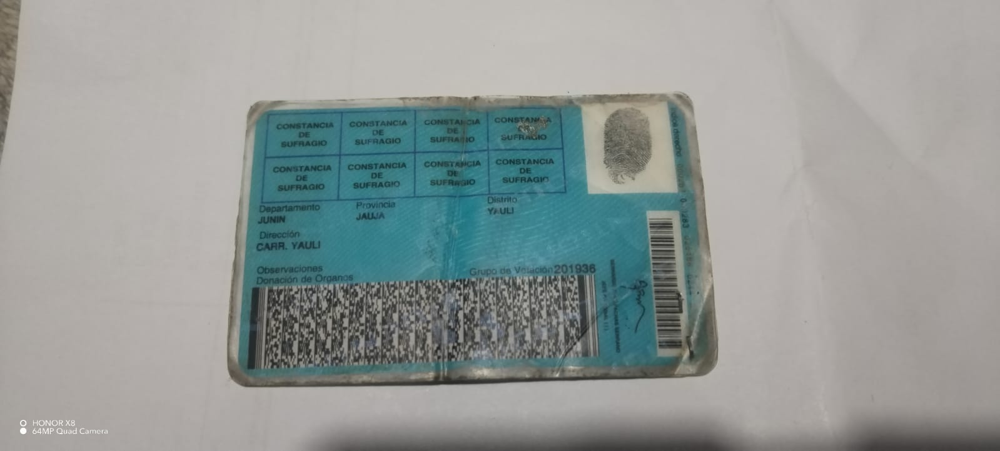 CONSTANCIA DE SUFRAGIO
CONSTANCIA DE SUFRAGIO
CONSTANCIA DE SUFRAGIO
CONSTANCIA DE SUFRAGIO
CONSTANCIA DE SUFRAGIO
CONSTANCIA DE SUFRAGIO
CONSTANCIA DE SUFRAGIO
CONSTANCIA DE SUFRAGIO
Departamento Provincia Distrito
JUNIN JAUJA YAULI
Dirección
CARR. YAULI
Observaciones
Donación de Organos
Grupo de Votación 201936
derecho
HONOR X8
64MP Quad Camera